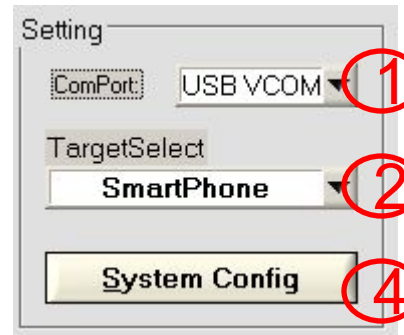 Setting
ComPort: USB VCOM 1
TargetSelect
SmartPhone 2
System Config 4